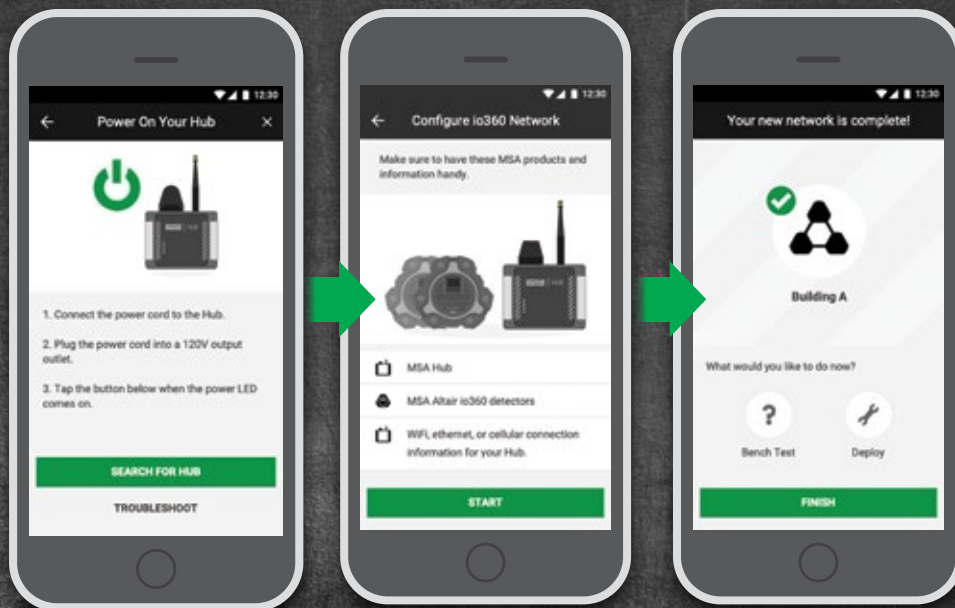 12:30
Power On Your Hub
1. Connect the power cord to the Hub.
2. Plug the power cord into a 120V output
outlet.
3. Tap the button below when the power LED
comes on.
SEARCH FOR HUB
TROUBLESHOOT
12:30
Configure io360 Network
Make sure to have these MSA products and
information handy.
MSA Hub
MSA Altair io360 detectors
WiFi, ethernet, or cellular connection
information for your Hub.
START
12:30
Your new network is complete!
Building A
What would you like to do now?
?
Bench Test
Deploy
FINISH